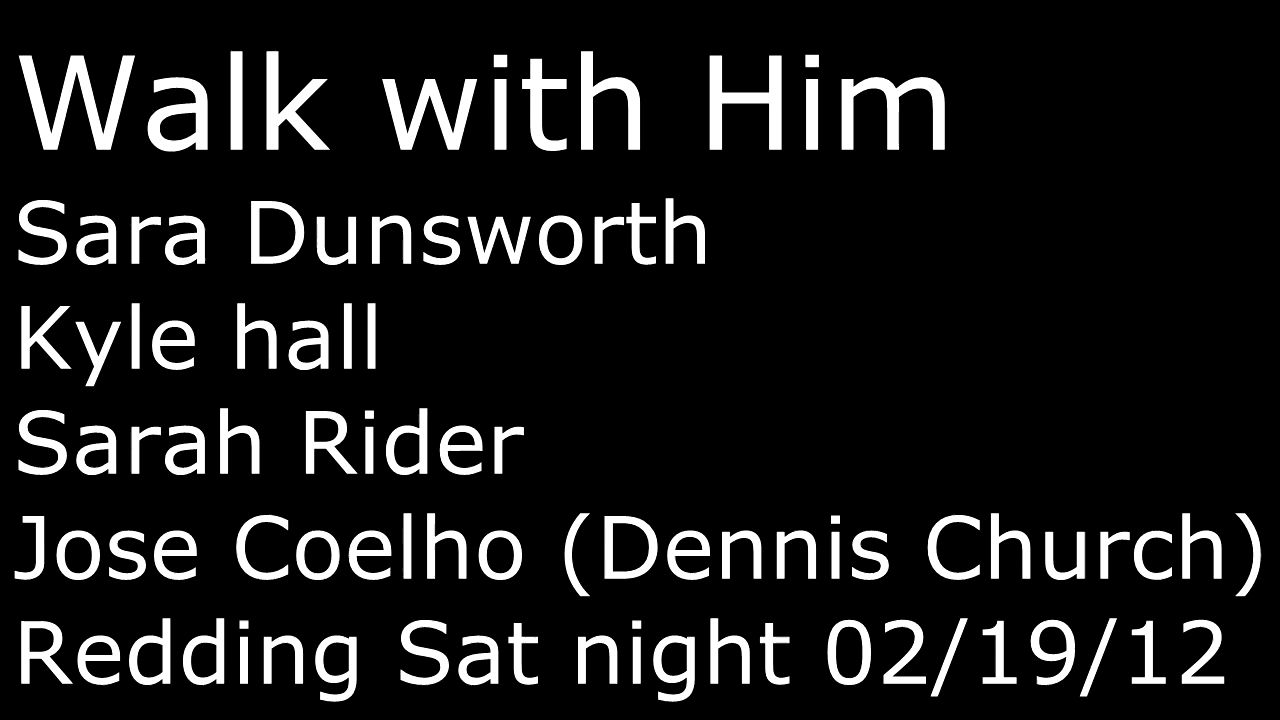 Walk with Him
Sara Dunsworth
Kyle hall
Sarah Rider
Jose Coelho (Dennis Church)
Redding Sat night 02/19/12